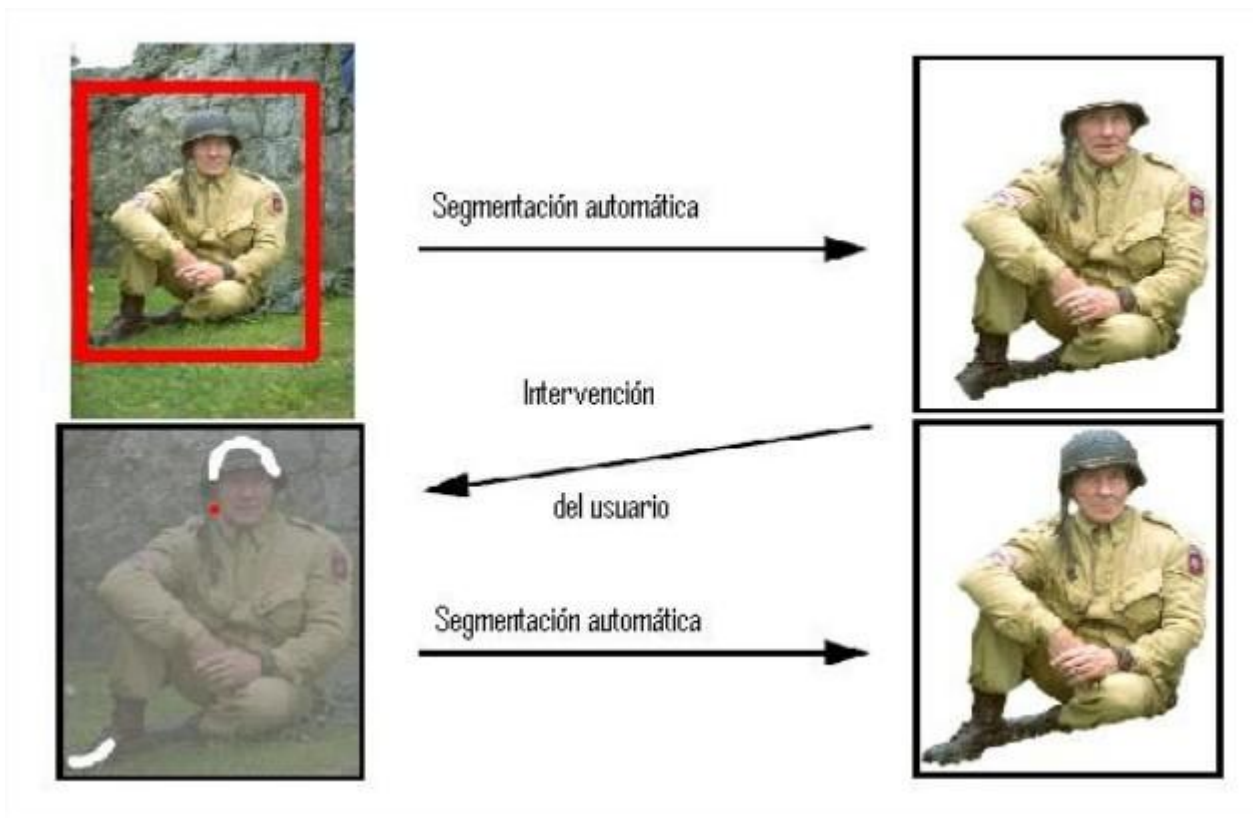 Segmentación automática
Intervención
del usuario
Segmentación automática